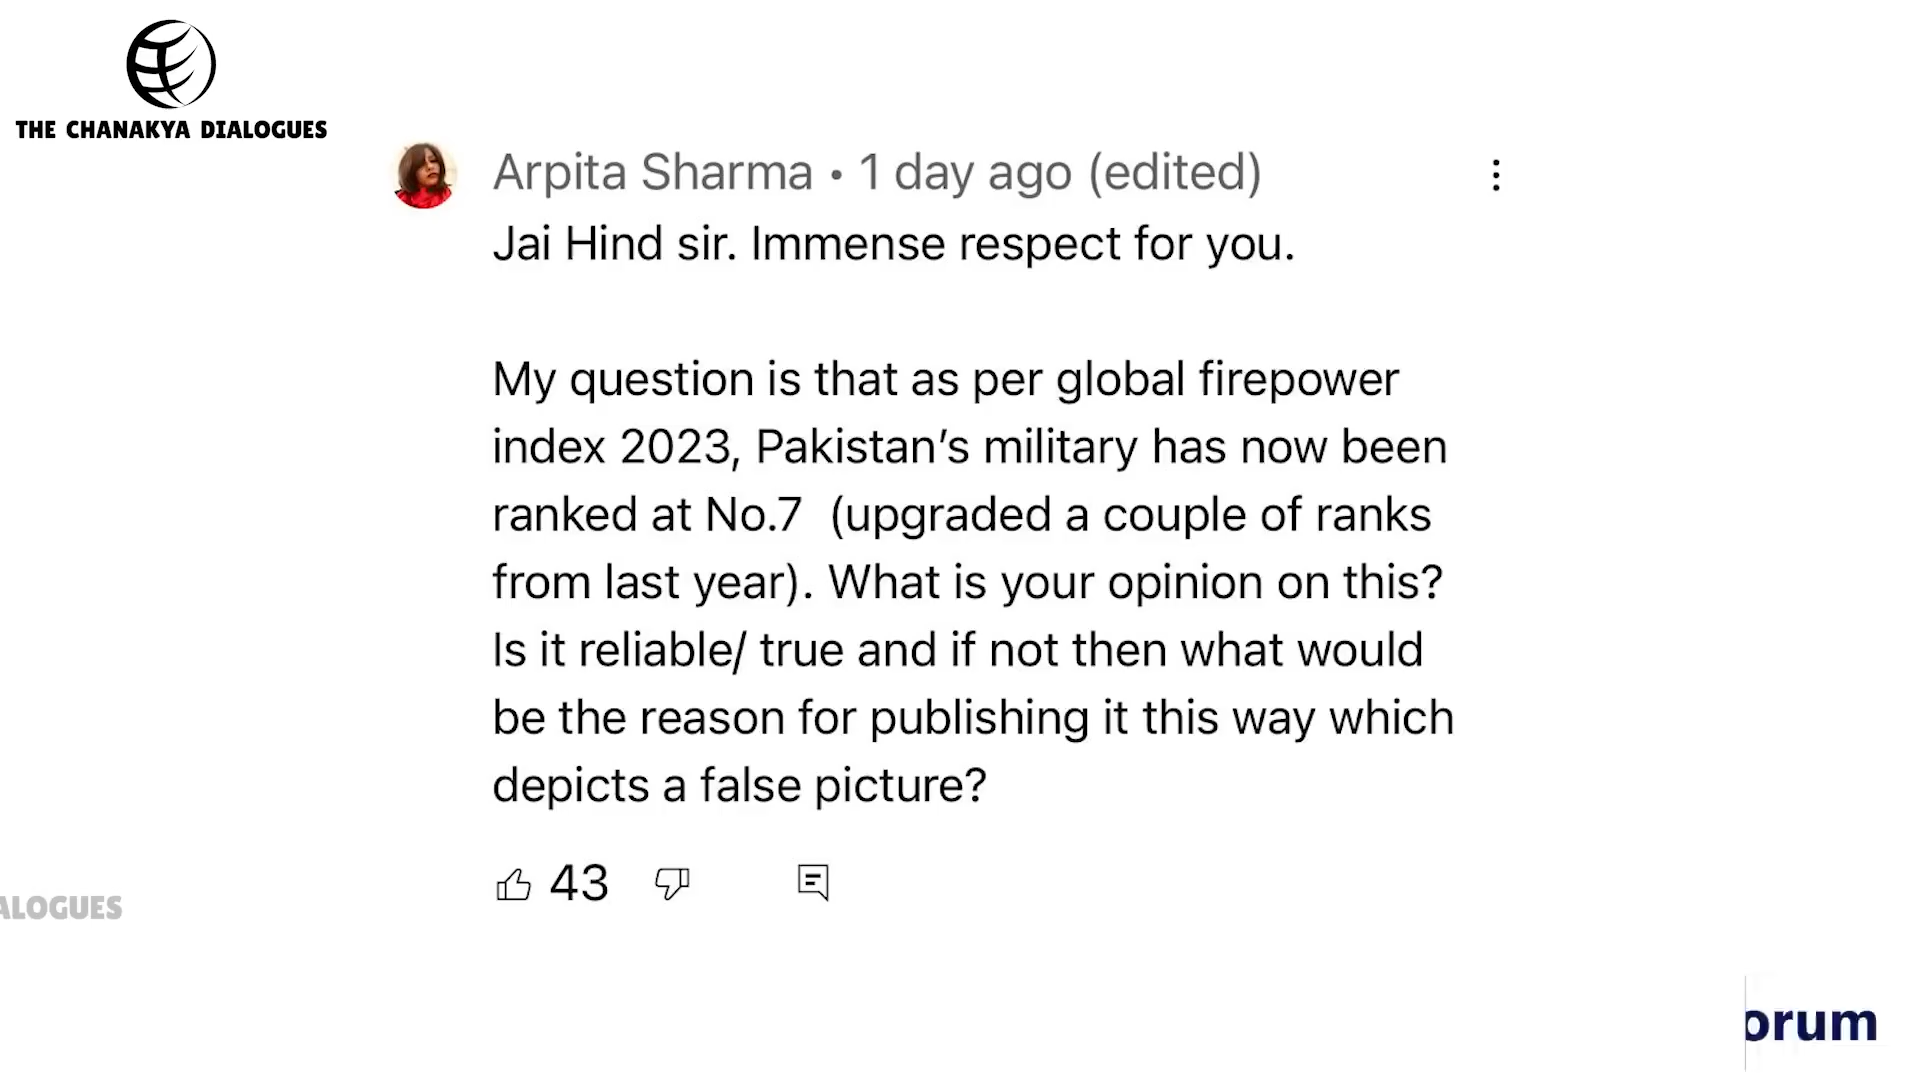 THE CHANAKYA DIALOGUES
Arpita Sharma • 1 day ago (edited)
Jai Hind sir. Immense respect for you.
My question is that as per global firepower
index 2023, Pakistan’s military has now been
ranked at No.7 (upgraded a couple of ranks
from last year). What is your opinion on this?
Is it reliable/ true and if not then what would
be the reason for publishing it this way which
depicts a false picture?
43
ALOGUES
orum